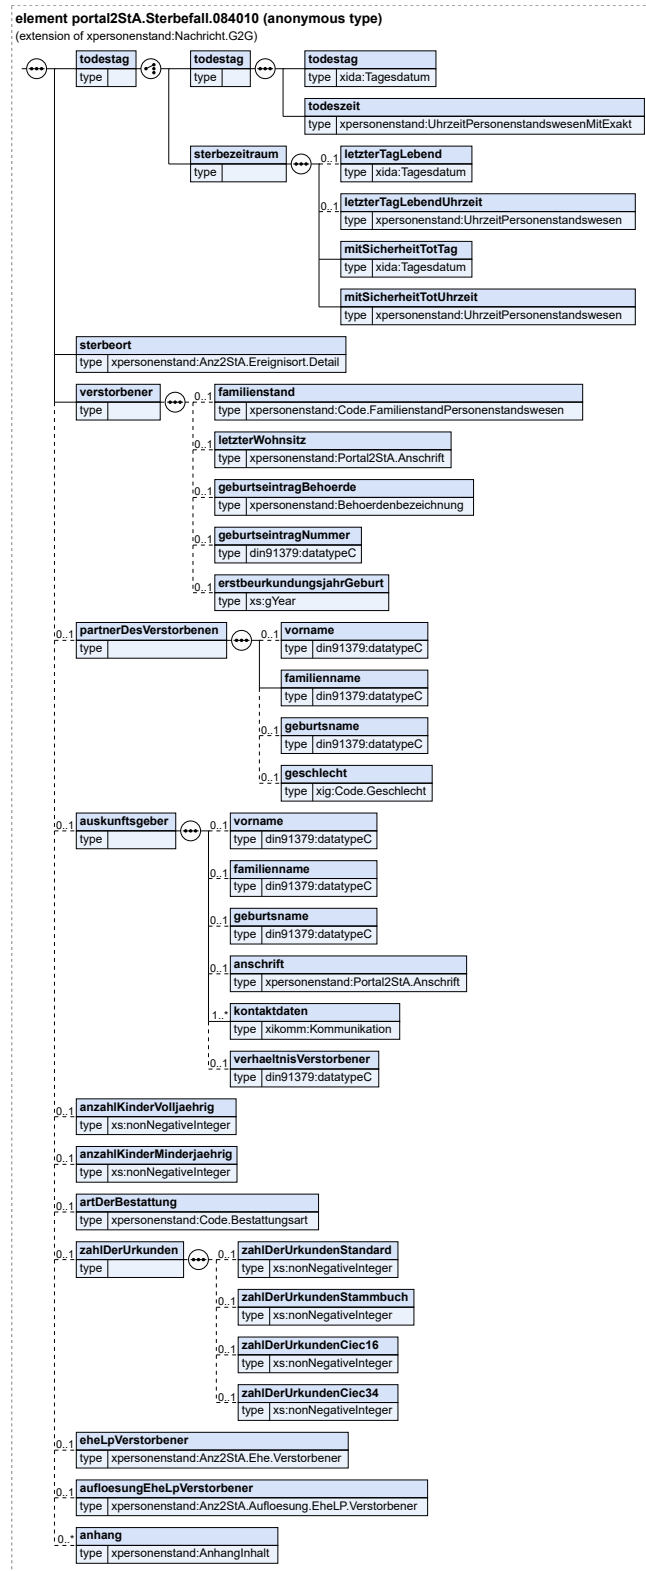 element portal2StA.Sterbefall.084010 (anonymous type)
(extension of xpersonenstand:Nachricht.G2G)
todestag
type
todestag
type
todestag
type xida:Tagesdatum
todeszeit
type xpersonenstand:UhrzeitPersonenstandswesenMitExakt
sterbezeitraum
type
0..1 letzterTagLebend
type xida:Tagesdatum
0..1 letzterTagLebendUhrzeit
type xpersonenstand:UhrzeitPersonenstandswesen
mitSicherheitTotTag
type xida:Tagesdatum
mitSicherheitTotUhrzeit
type xpersonenstand:UhrzeitPersonenstandswesen
sterbeort
type xpersonenstand:Anz2StA.Ereignisort.Detail
verstorbener
type
0..1 familienstand
type xpersonenstand:Code.FamilienstandPersonenstandswesen
0..1 letzterWohnsitz
type xpersonenstand:Portal2StA.Anschrift
0..1 geburtseintragBehoerde
type xpersonenstand:Behoerdenbezeichnung
0..1 geburtseintragNummer
type din91379:datatypeC
0..1 erstbeurkundungsjahrGeburt
type xs:gYear
0..1 partnerDesVerstorbenen
type
0..1 vorname
type din91379:datatypeC
familienname
type din91379:datatypeC
0..1 geburtsname
type din91379:datatypeC
0..1 geschlecht
type xig:Code.Geschlecht
0..1 auskunftsgeber
type
0..1 vorname
type din91379:datatypeC
0..1 familienname
type din91379:datatypeC
0..1 geburtsname
type din91379:datatypeC
0..1 anschrift
type xpersonenstand:Portal2StA.Anschrift
1..* kontaktdaten
type xikomm:Kommunikation
0..1 verhaeltnisVerstorbener
type din91379:datatypeC
0..1 anzahlKinderVolljaehrig
type xs:nonNegativeInteger
0..1 anzahlKinderMinderjaehrig
type xs:nonNegativeInteger
0..1 artDerBestattung
type xpersonenstand:Code.Bestattungsart
0..1 zahlDerUrkunden
type
0..1 zahlDerUrkundenStandard
type xs:nonNegativeInteger
0..1 zahlDerUrkundenStammbuch
type xs:nonNegativeInteger
0..1 zahlDerUrkundenCiec16
type xs:nonNegativeInteger
0..1 zahlDerUrkundenCiec34
type xs:nonNegativeInteger
0..1 eheLpVerstorbener
type xpersonenstand:Anz2StA.Ehe.Verstorbener
0..1 aufloesungEheLpVerstorbener
type xpersonenstand:Anz2StA.Aufloesung.EheLP.Verstorbener
0..* anhang
type xpersonenstand:AnhangInhalt